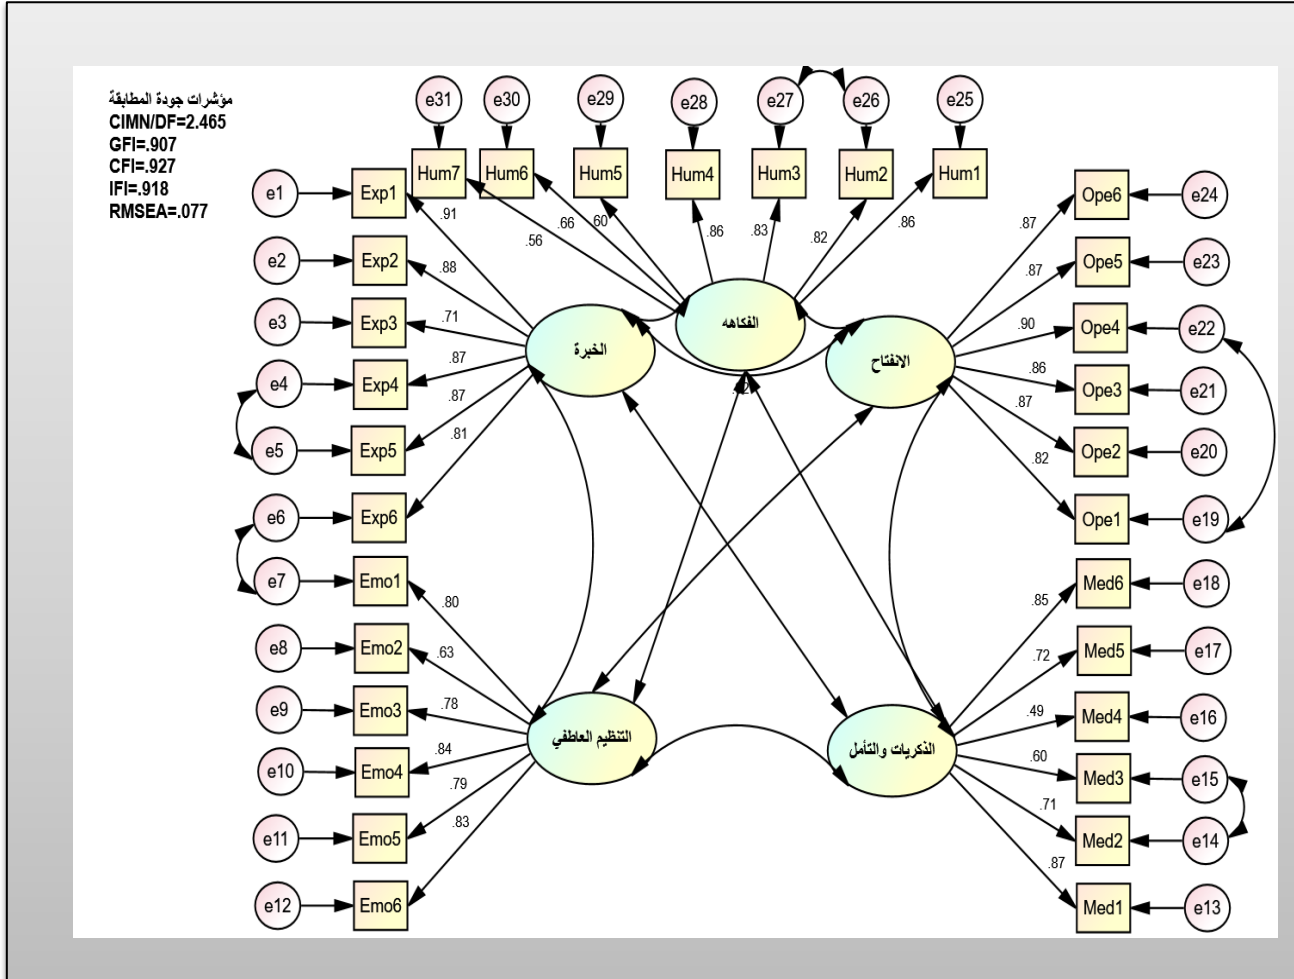 مؤشرات جودة المطابقة
CIMN/DF=2.465
GFI=.907
CFI=.927
IFI=.918
RMSEA=.077
e31 e30 e29 e28 e27 e26 e25
Hum7 Hum6 Hum5 Hum4 Hum3 Hum2 Hum1
.56 .66 .60 .86 .83 .82 .86
الفكاهه
e1 Exp1 .91
e2 Exp2 .88
e3 Exp3 .71
e4 Exp4 .87
e5 Exp5 .87
e6 Exp6 .81
الخبرة
.87 Ope6 e24
.87 Ope5 e23
.90 Ope4 e22
.86 Ope3 e21
.87 Ope2 e20
.82 Ope1 e19
الانفتاح
e7 Emo1 .80
e8 Emo2 .63
e9 Emo3 .78
e10 Emo4 .84
e11 Emo5 .79
e12 Emo6 .83
التنظيم العاطفي
.85 Med6 e18
.72 Med5 e17
.49 Med4 e16
.60 Med3 e15
.71 Med2 e14
.87 Med1 e13
الذكريات والتأمل